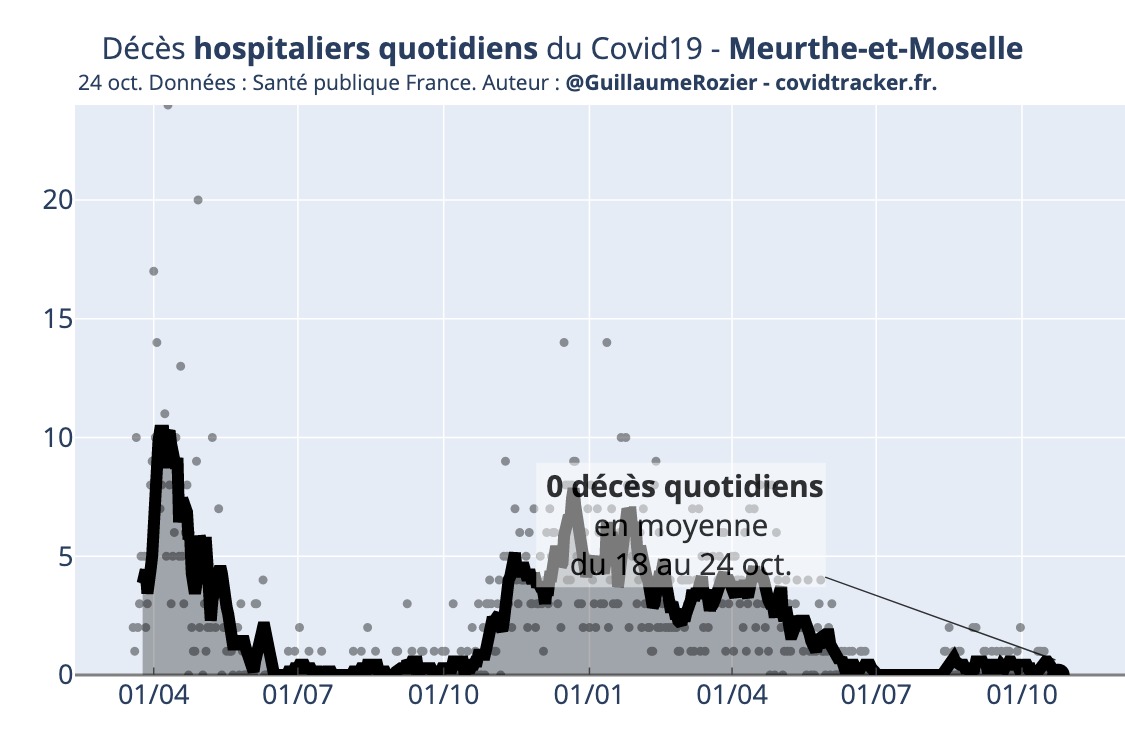 Décès hospitaliers quotidiens du Covid19 - Meurthe-et-Moselle
24 oct. Données : Santé publique France. Auteur : @GuillaumeRozier - covidtracker.fr.
20
15
10
5
0
0 décès quotidiens
en moyenne
du 18 au 24 oct.
01/04 01/07 01/10 01/01 01/04 01/07 01/10